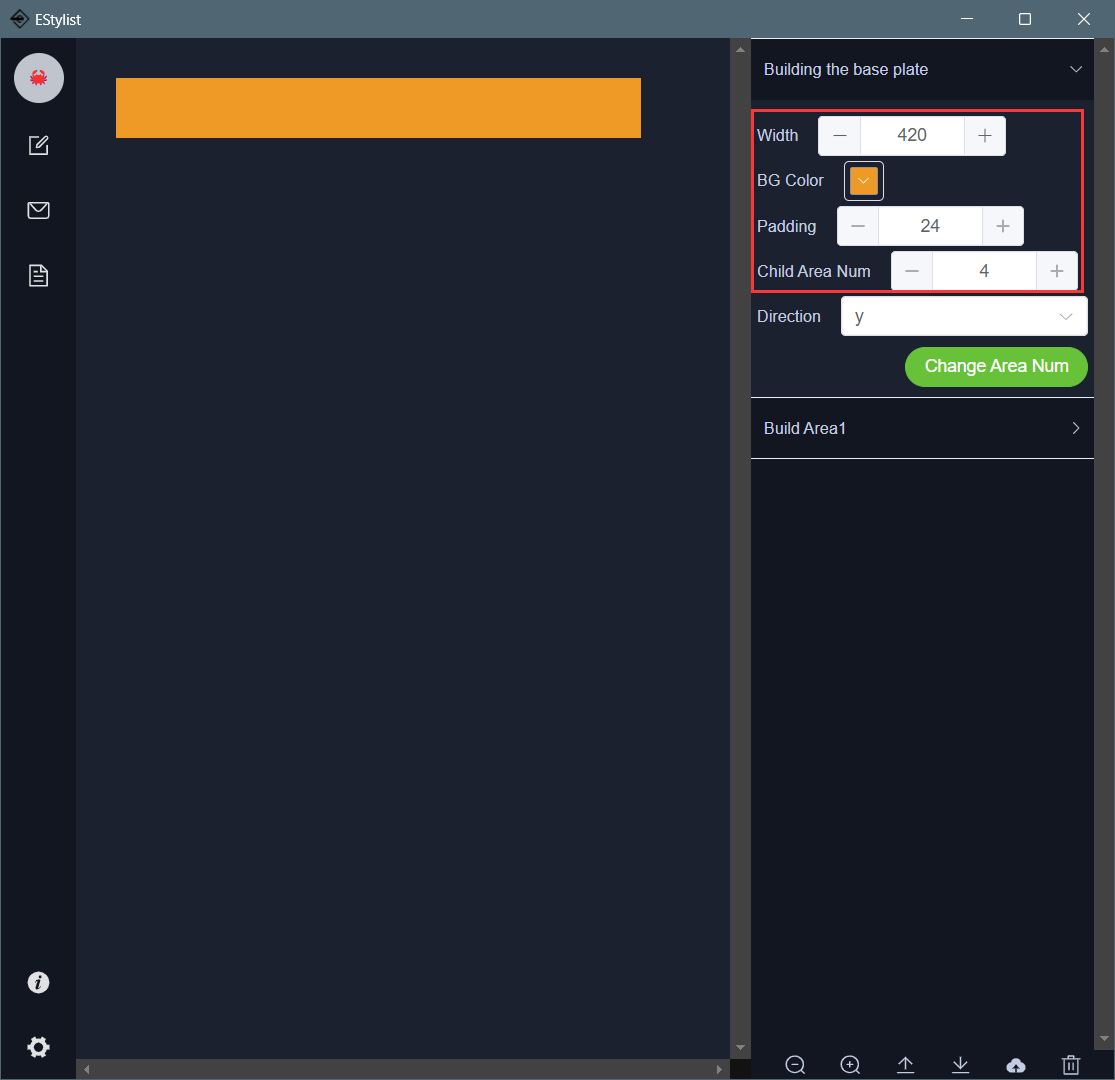 EStylist
Building the base plate
Width 420
BG Color
Padding 24
Child Area Num 4
Direction y
Change Area Num
Build Area1